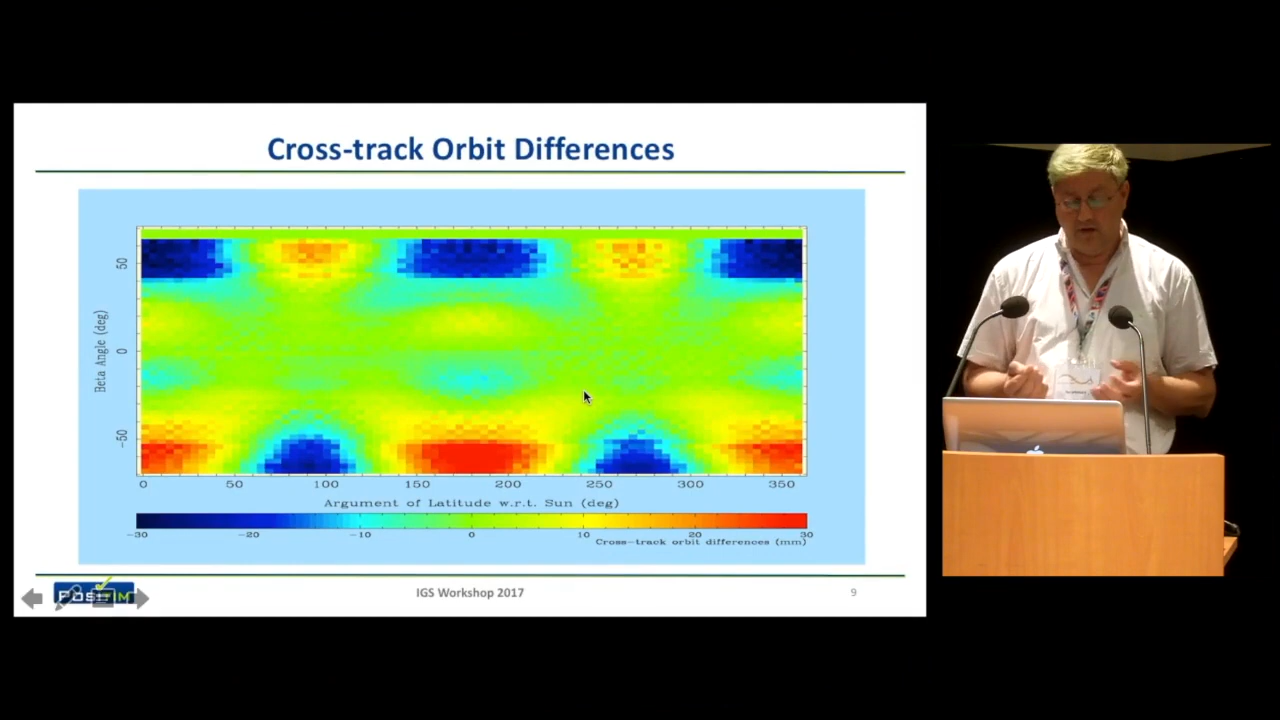 Cross-track Orbit Differences
50
0
−50
Beta Angle (deg)
0 50 100 150 200 250 300 350
Argument of Latitude w.r.t. Sun (deg)
−30 −20 −10 0 10 20 30
Cross−track orbit differences (mm)
IGS Workshop 2017
9